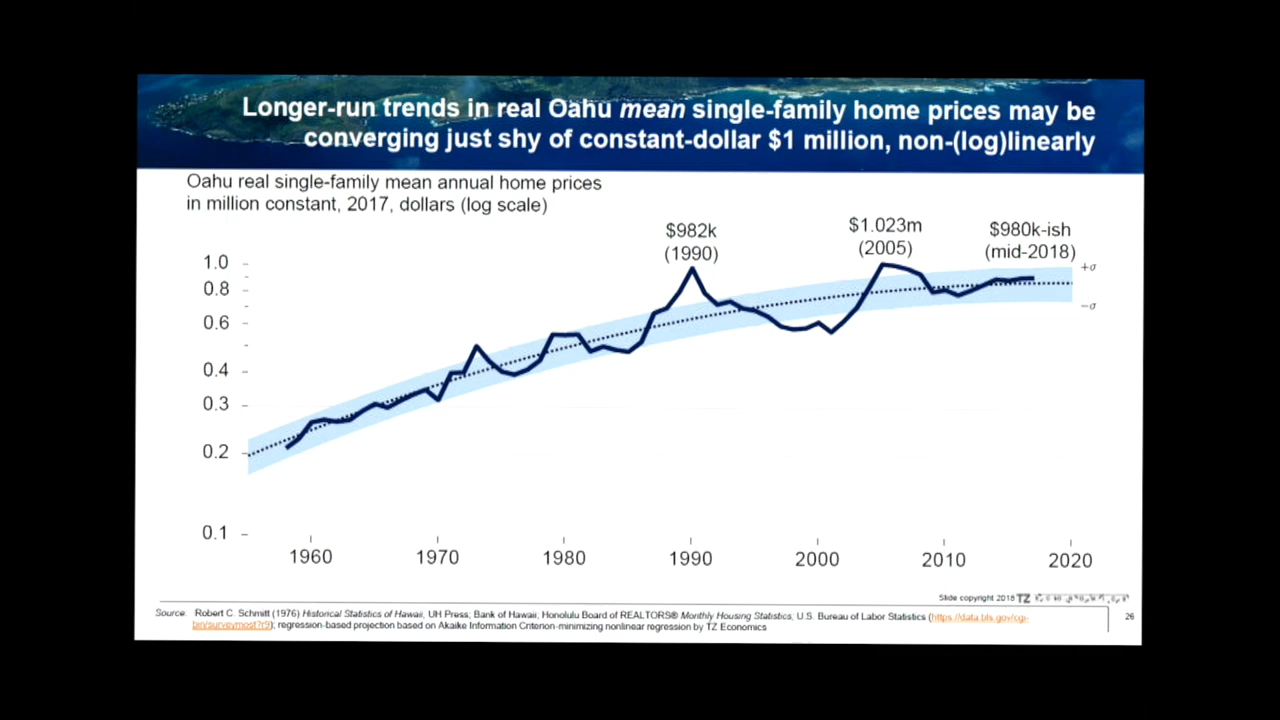 Longer-run trends in real Oahu mean single-family home prices may be
converging just shy of constant-dollar $1 million, non-(log)linearly
Oahu real single-family mean annual home prices
in million constant, 2017, dollars (log scale)
$982k
(1990)
$1.023m
(2005)
$980k-ish
(mid-2018)
+σ
−σ
1.0
0.8
0.6
0.4
0.3
0.2
0.1
1960 1970 1980 1990 2000 2010 2020
Slide copyright 2018 TZ
Source: Robert C. Schmitt (1976) Historical Statistics of Hawaii, UH Press; Bank of Hawaii; Honolulu Board of REALTORS® Monthly Housing Statistics, U.S. Bureau of Labor Statistics (https://data.bls.gov/cgi-
bin/surveymost?r9); regression-based projection based on Akaike Information Criterion-minimizing nonlinear regression by TZ Economics
26